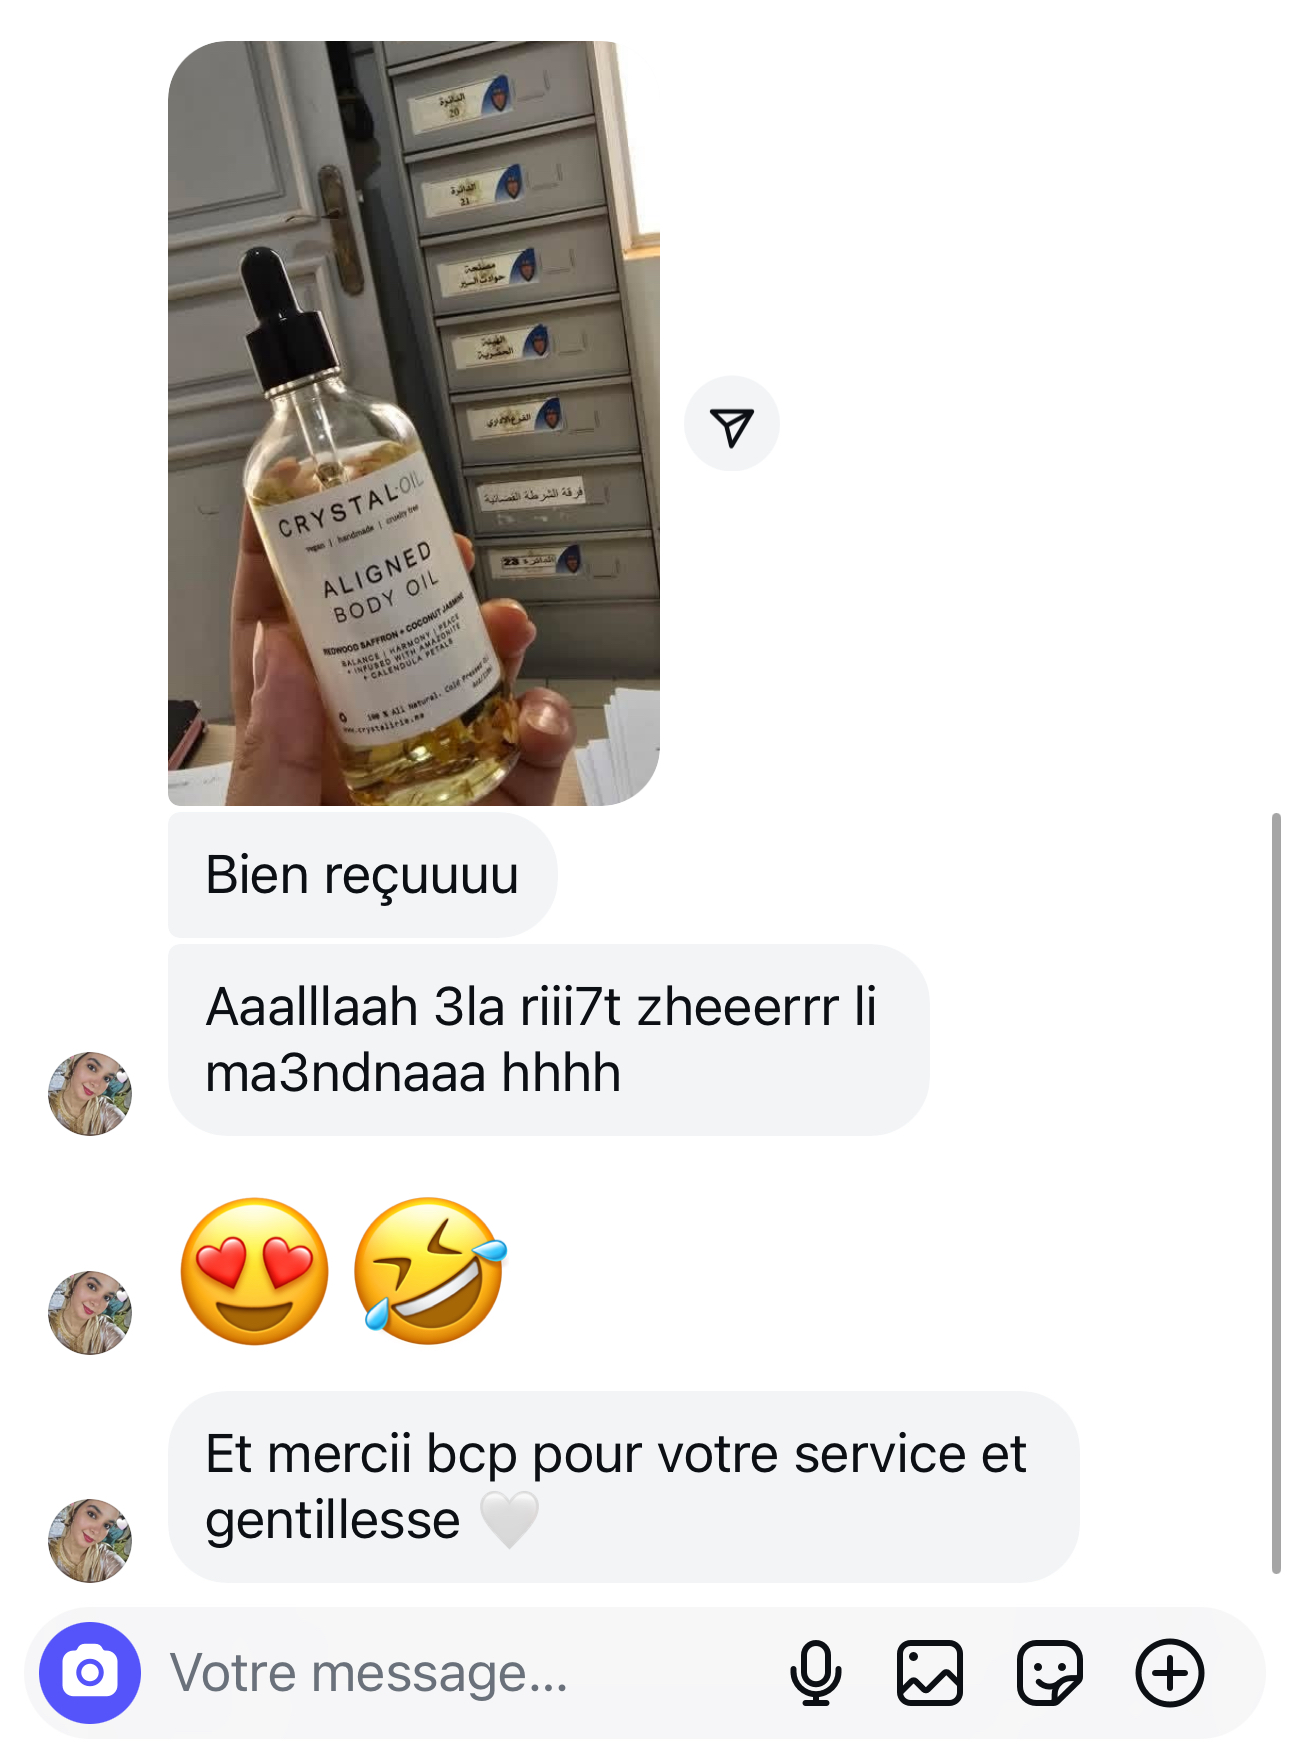 الدائرة
20
الدائرة
21
مصلحة
حوادث السير
الهيئة
الحضرية
الفرع الاداري
فرقة الشرطة القضائية
الدائرة 23
CRYSTAL·OIL
vegan | handmade | cruelty free
ALIGNED
BODY OIL
REDWOOD SAFFRON + COCONUT JASMINE
BALANCE | HARMONY | PEACE
+ INFUSED WITH AMAZONITE
+ CALENDULA PETALS
100 % All Natural. Cold Pressed Oil
www.crystalirie.ma
Bien reçuuuu
Aaalllaah 3la riii7t zheeerrr li
ma3ndnaaa hhhh
😍🤣
Et mercii bcp pour votre service et
gentillesse 🤍
Votre message...